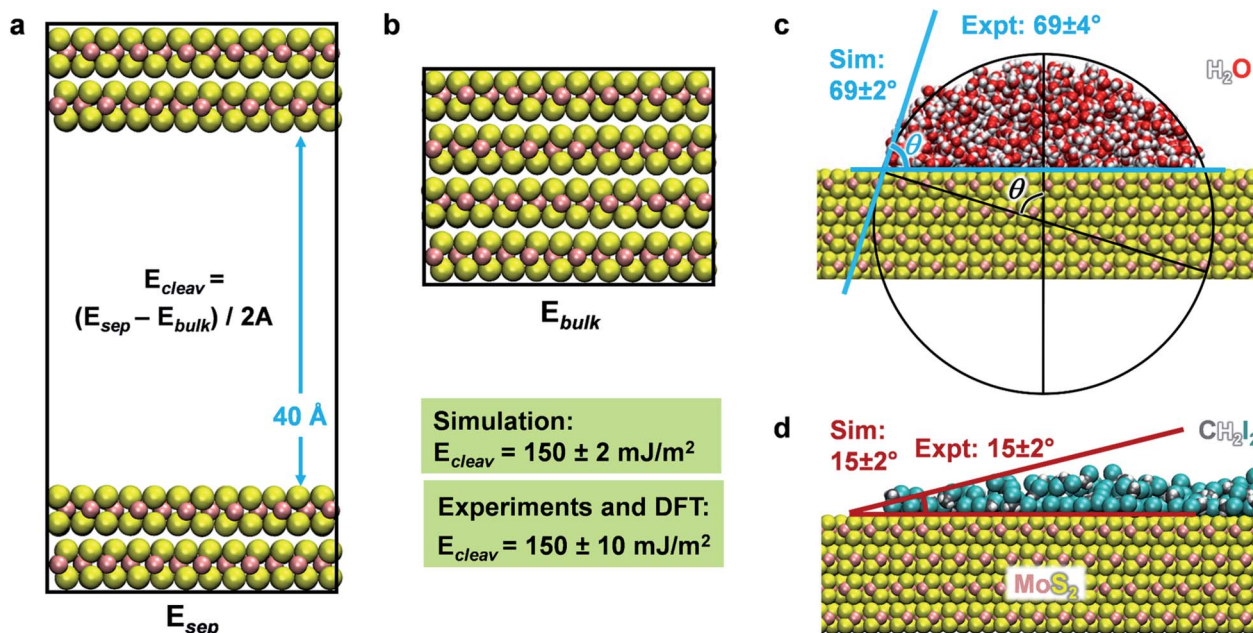 a
E_cleav =
(E_sep – E_bulk) / 2A
40 Å
E_sep
b
E_bulk
Simulation:
E_cleav = 150 ± 2 mJ/m²
Experiments and DFT:
E_cleav = 150 ± 10 mJ/m²
c
Expt: 69±4°
Sim:
69±2°
H₂O
θ
θ
d
Sim:
15±2°
Expt: 15±2°
CH₂I₂
MoS₂